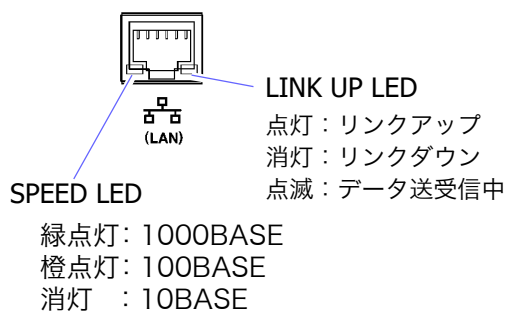 LINK UP LED
点灯：リンクアップ
消灯：リンクダウン
点滅：データ送受信中
(LAN)
SPEED LED
緑点灯：1000BASE
橙点灯：100BASE
消灯　：10BASE